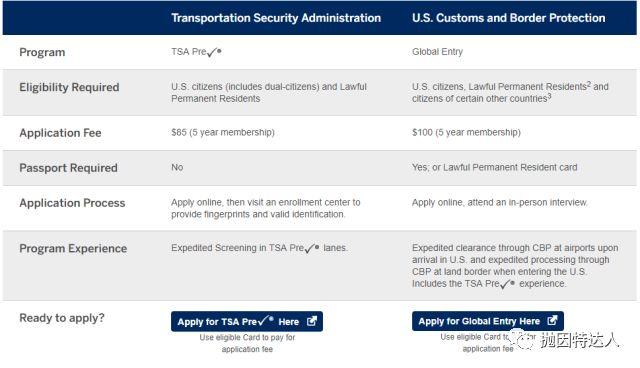 Transportation Security Administration
U.S. Customs and Border Protection
Program
TSA Pre✓®
Global Entry
Eligibility Required
U.S. citizens (includes dual-citizens) and Lawful
Permanent Residents
U.S. citizens, Lawful Permanent Residents² and
citizens of certain other countries³
Application Fee
$85 (5 year membership)
$100 (5 year membership)
Passport Required
No
Yes; or Lawful Permanent Resident card
Application Process
Apply online, then visit an enrollment center to
provide fingerprints and valid identification.
Apply online, attend an in-person interview.
Program Experience
Expedited Screening in TSA Pre✓® lanes.
Expedited clearance through CBP at airports upon
arrival in U.S. and expedited processing through
CBP at land border when entering the U.S.
Includes the TSA Pre✓® experience.
Ready to apply?
Apply for TSA Pre✓® Here
Use eligible Card to pay for
application fee
Apply for Global Entry Here
Use eligible Card to for
application fee
抛因特达人